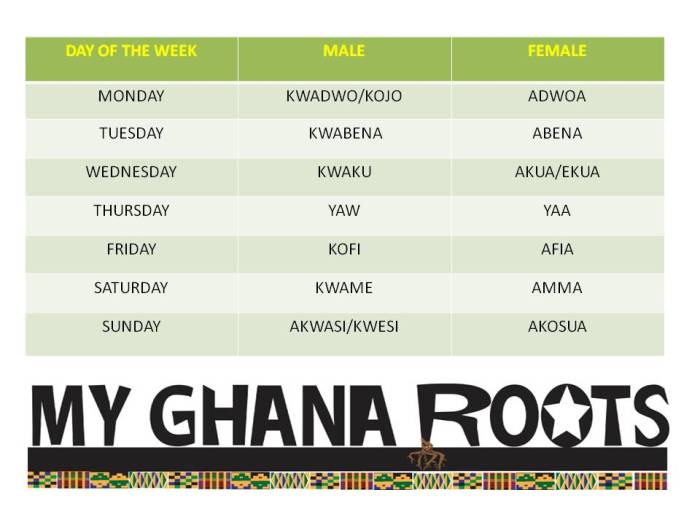 DAY OF THE WEEK MALE FEMALE
MONDAY KWADWO/KOJO ADWOA
TUESDAY KWABENA ABENA
WEDNESDAY KWAKU AKUA/EKUA
THURSDAY YAW YAA
FRIDAY KOFI AFIA
SATURDAY KWAME AMMA
SUNDAY AKWASI/KWESI AKOSUA
MY GHANA ROOTS